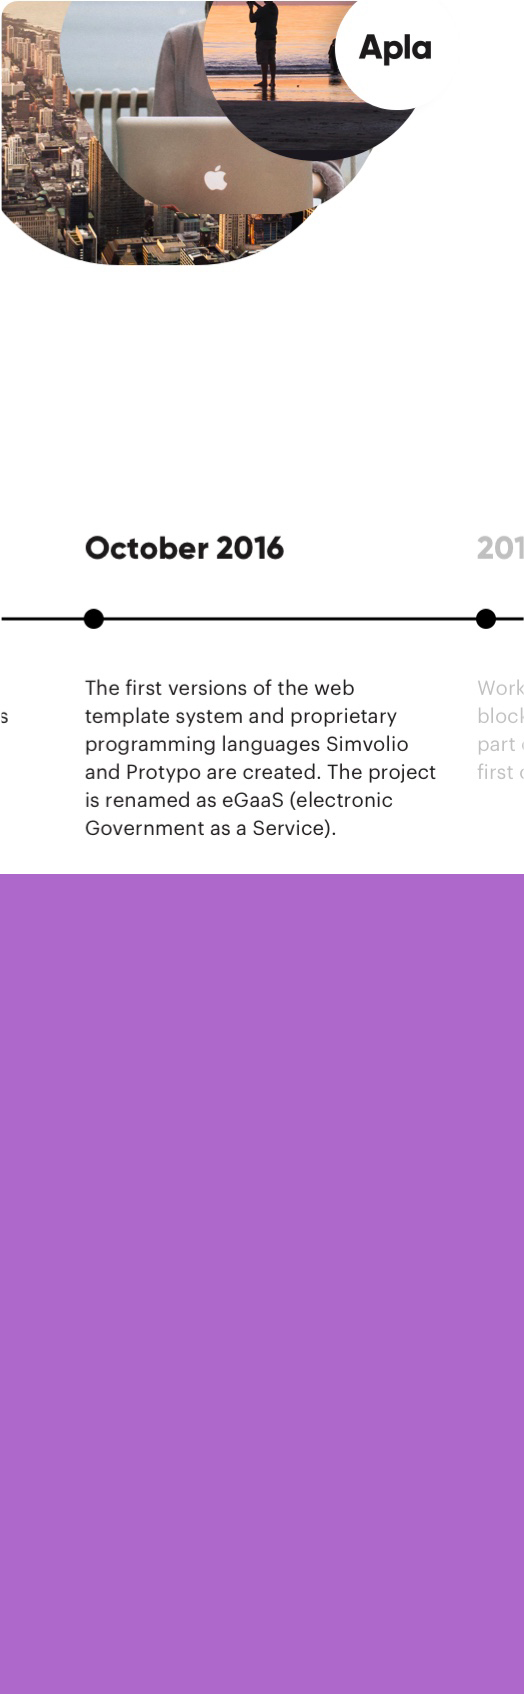 Apla
October 2016
201
The first versions of the web
template system and proprietary
programming languages Simvolio
and Protypo are created. The project
is renamed as eGaaS (electronic
Government as a Service).
s
Work
block
part
first